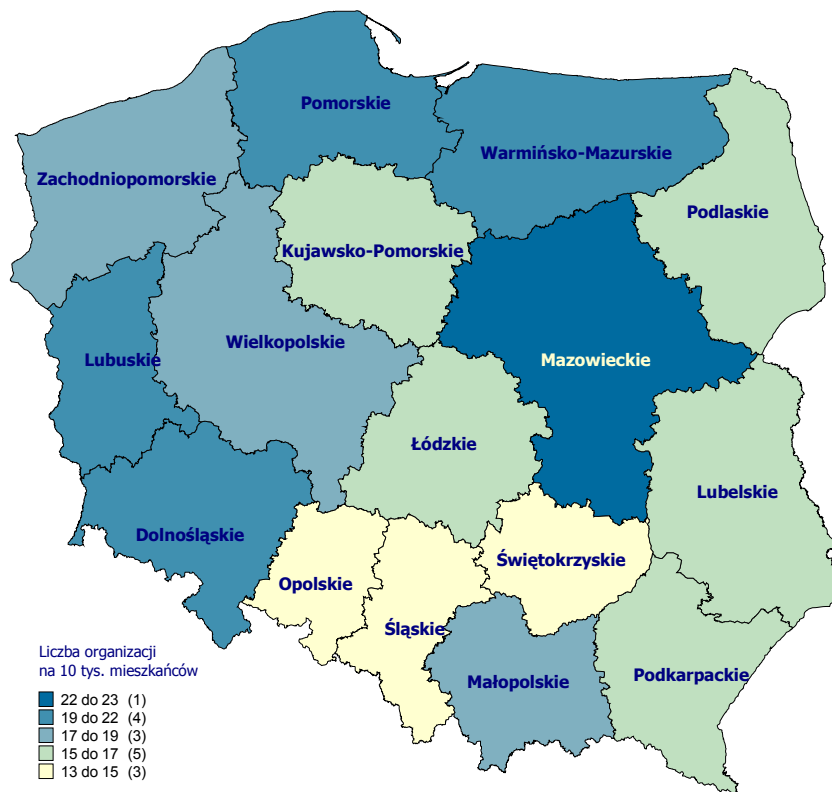 Pomorskie
Warmińsko-Mazurskie
Zachodniopomorskie
Podlaskie
Kujawsko-Pomorskie
Wielkopolskie
Lubuskie
Mazowieckie
Łódzkie
Lubelskie
Dolnośląskie
Świętokrzyskie
Opolskie
Śląskie
Podkarpackie
Małopolskie
Liczba organizacji
na 10 tys. mieszkańców
22 do 23 (1)
19 do 22 (4)
17 do 19 (3)
15 do 17 (5)
13 do 15 (3)